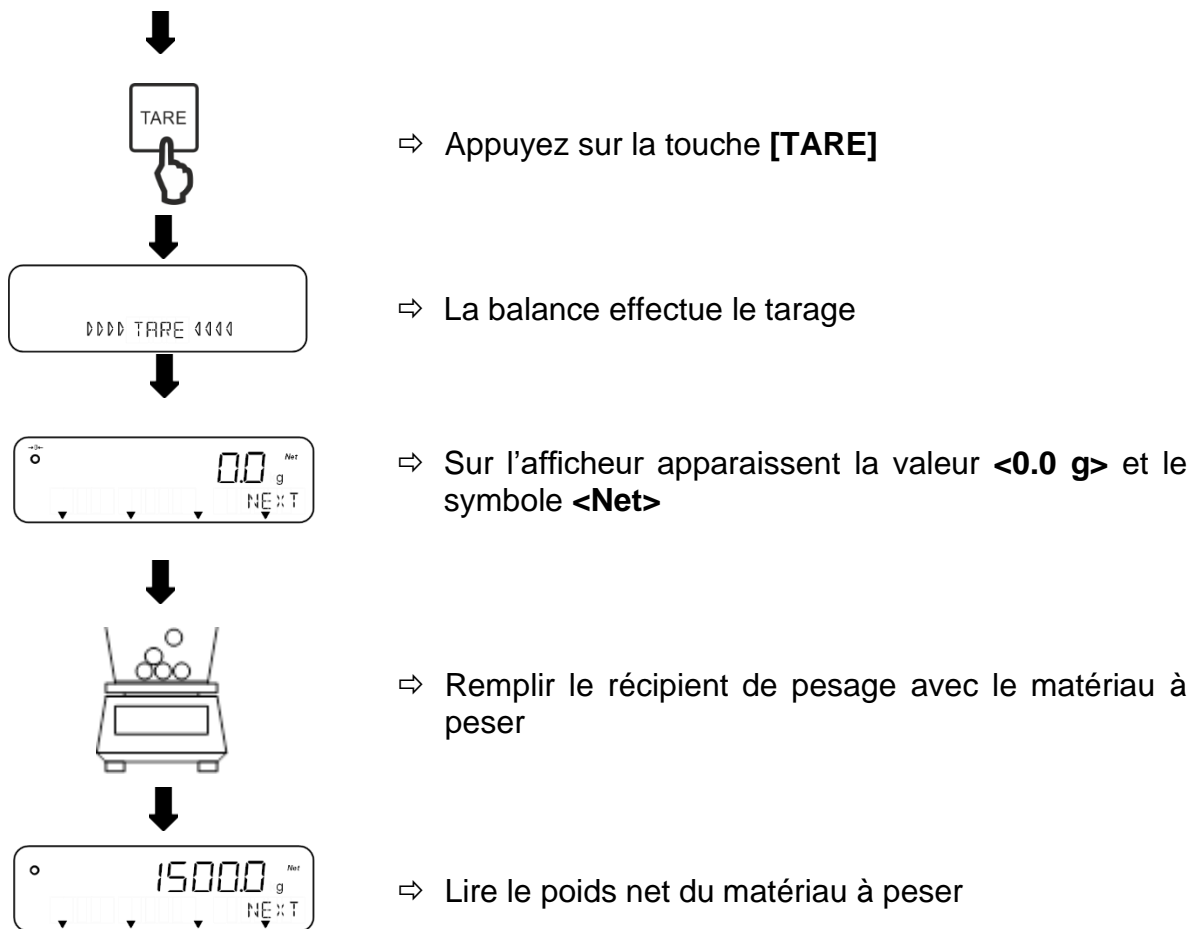 TARE
⇨ Appuyez sur la touche [TARE]
TARE
⇨ La balance effectue le tarage
→0←
0.0 g Net
NEXT
⇨ Sur l’afficheur apparaissent la valeur <0.0 g> et le
symbole <Net>
⇨ Remplir le récipient de pesage avec le matériau à
peser
1500.0 g Net
NEXT
⇨ Lire le poids net du matériau à peser